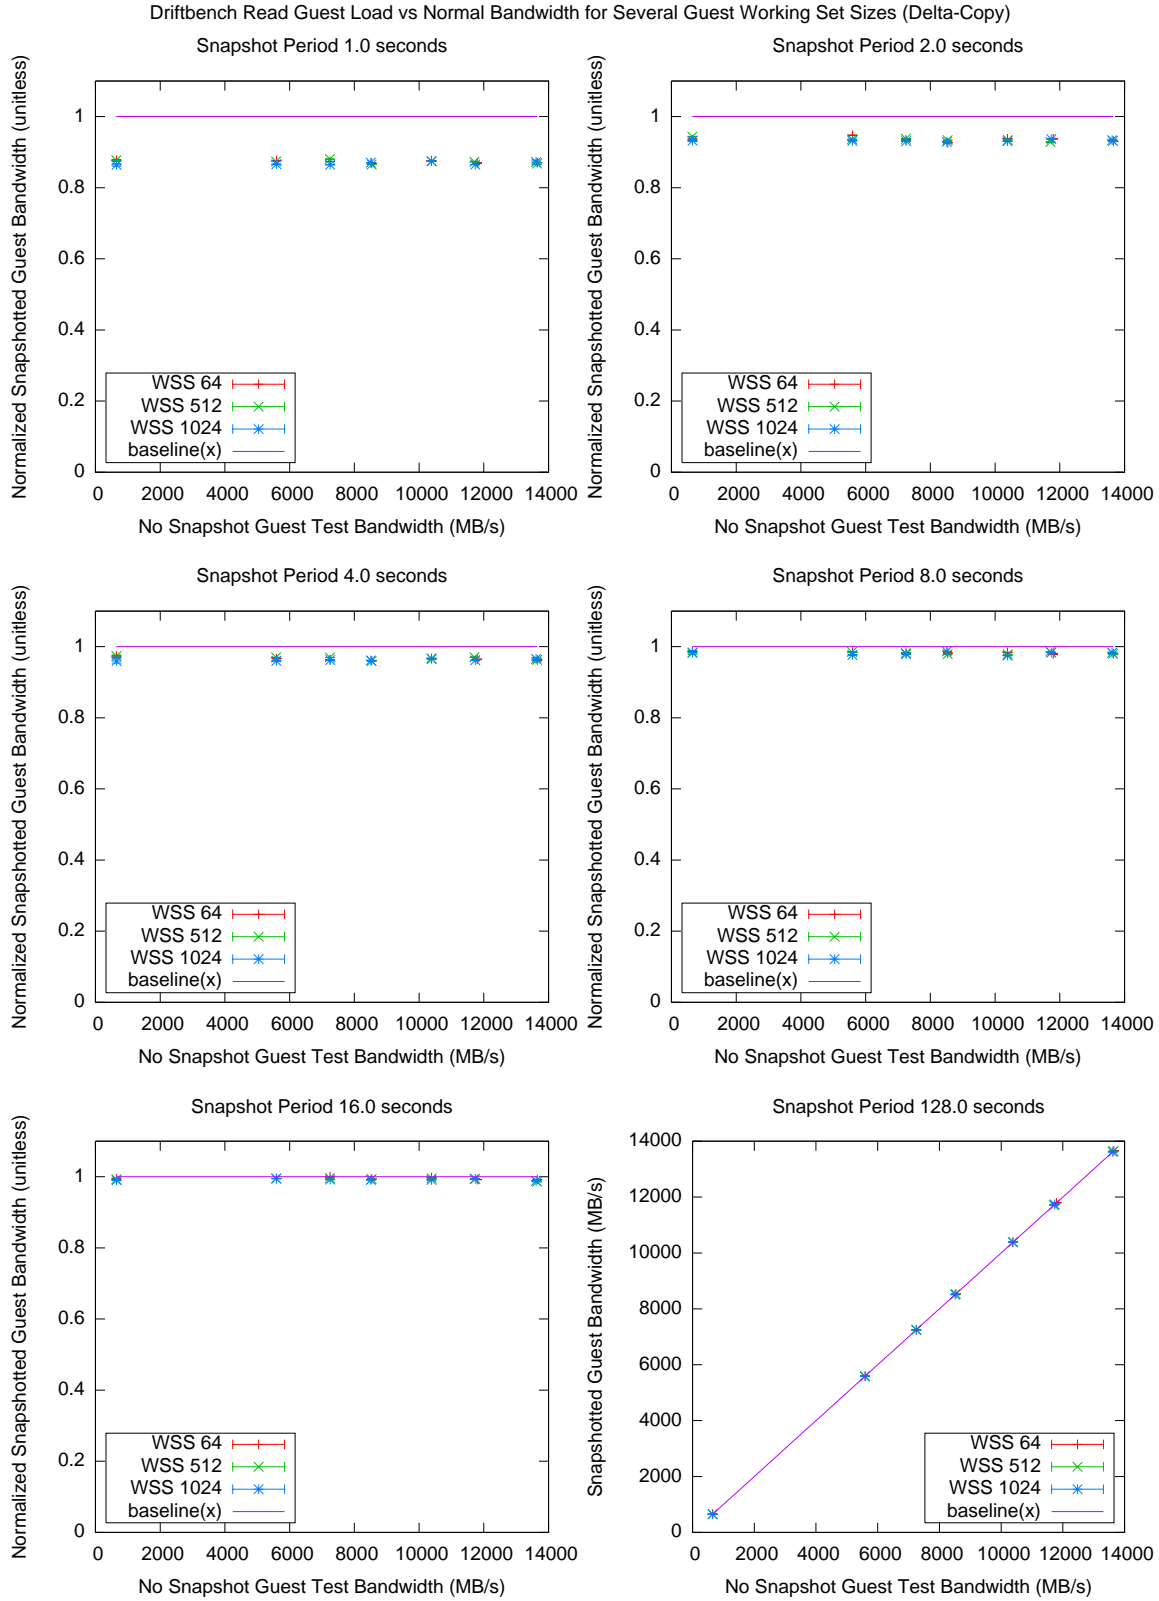 Driftbench Read Guest Load vs Normal Bandwidth for Several Guest Working Set Sizes (Delta-Copy)
Snapshot Period 1.0 seconds
Normalized Snapshotted Guest Bandwidth (unitless)
1
0.8
0.6
0.4
0.2
0
WSS 64
WSS 512
WSS 1024
baseline(x)
0 2000 4000 6000 8000 10000 12000 14000
No Snapshot Guest Test Bandwidth (MB/s)
Snapshot Period 2.0 seconds
Normalized Snapshotted Guest Bandwidth (unitless)
1
0.8
0.6
0.4
0.2
0
WSS 64
WSS 512
WSS 1024
baseline(x)
0 2000 4000 6000 8000 10000 12000 14000
No Snapshot Guest Test Bandwidth (MB/s)
Snapshot Period 4.0 seconds
Normalized Snapshotted Guest Bandwidth (unitless)
1
0.8
0.6
0.4
0.2
0
WSS 64
WSS 512
WSS 1024
baseline(x)
0 2000 4000 6000 8000 10000 12000 14000
No Snapshot Guest Test Bandwidth (MB/s)
Snapshot Period 8.0 seconds
Normalized Snapshotted Guest Bandwidth (unitless)
1
0.8
0.6
0.4
0.2
0
WSS 64
WSS 512
WSS 1024
baseline(x)
0 2000 4000 6000 8000 10000 12000 14000
No Snapshot Guest Test Bandwidth (MB/s)
Snapshot Period 16.0 seconds
Normalized Snapshotted Guest Bandwidth (unitless)
1
0.8
0.6
0.4
0.2
0
WSS 64
WSS 512
WSS 1024
baseline(x)
0 2000 4000 6000 8000 10000 12000 14000
No Snapshot Guest Test Bandwidth (MB/s)
Snapshot Period 128.0 seconds
Snapshotted Guest Bandwidth (MB/s)
14000
12000
10000
8000
6000
4000
2000
0
WSS 64
WSS 512
WSS 1024
baseline(x)
0 2000 4000 6000 8000 10000 12000 14000
No Snapshot Guest Test Bandwidth (MB/s)